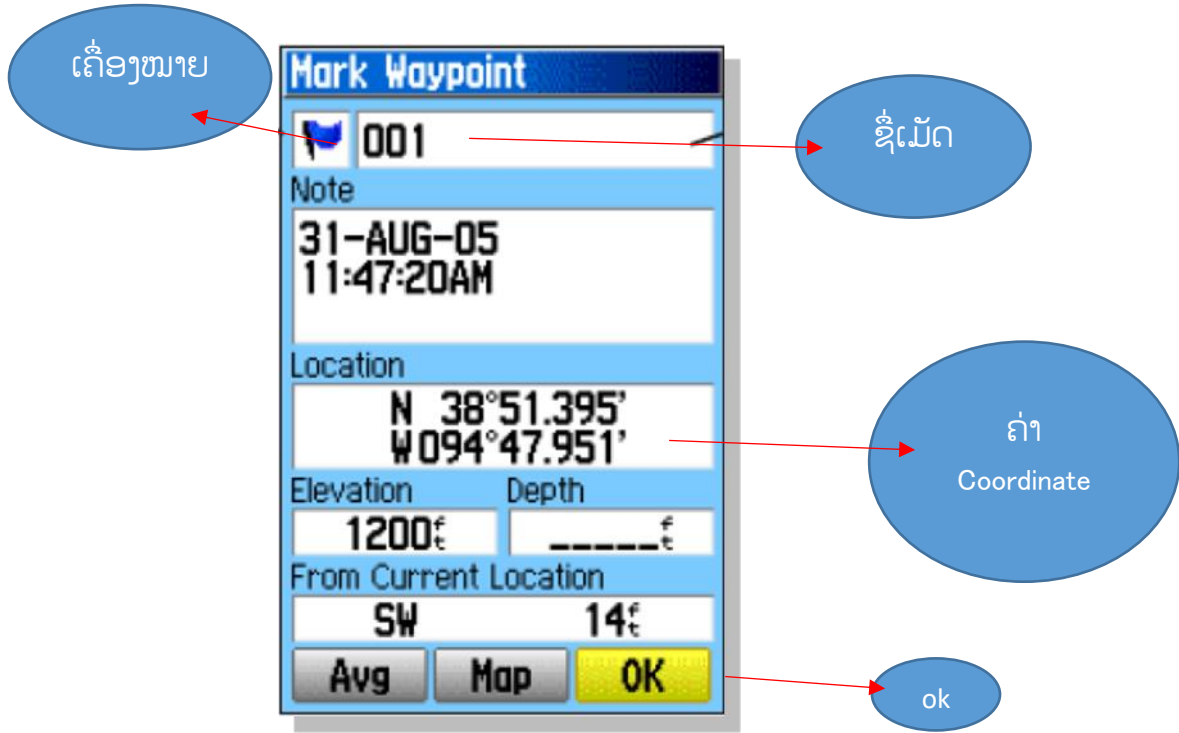 ເຄື່ອງໝາຍ
Mark Waypoint
001
ຊື່ເມັດ
Note
31-AUG-05
11:47:20AM
Location
N 38°51.395'
W094°47.951'
ຄ່າ
Coordinate
Elevation Depth
1200ft _____ft
From Current Location
SW 14ft
Avg Map OK
ok